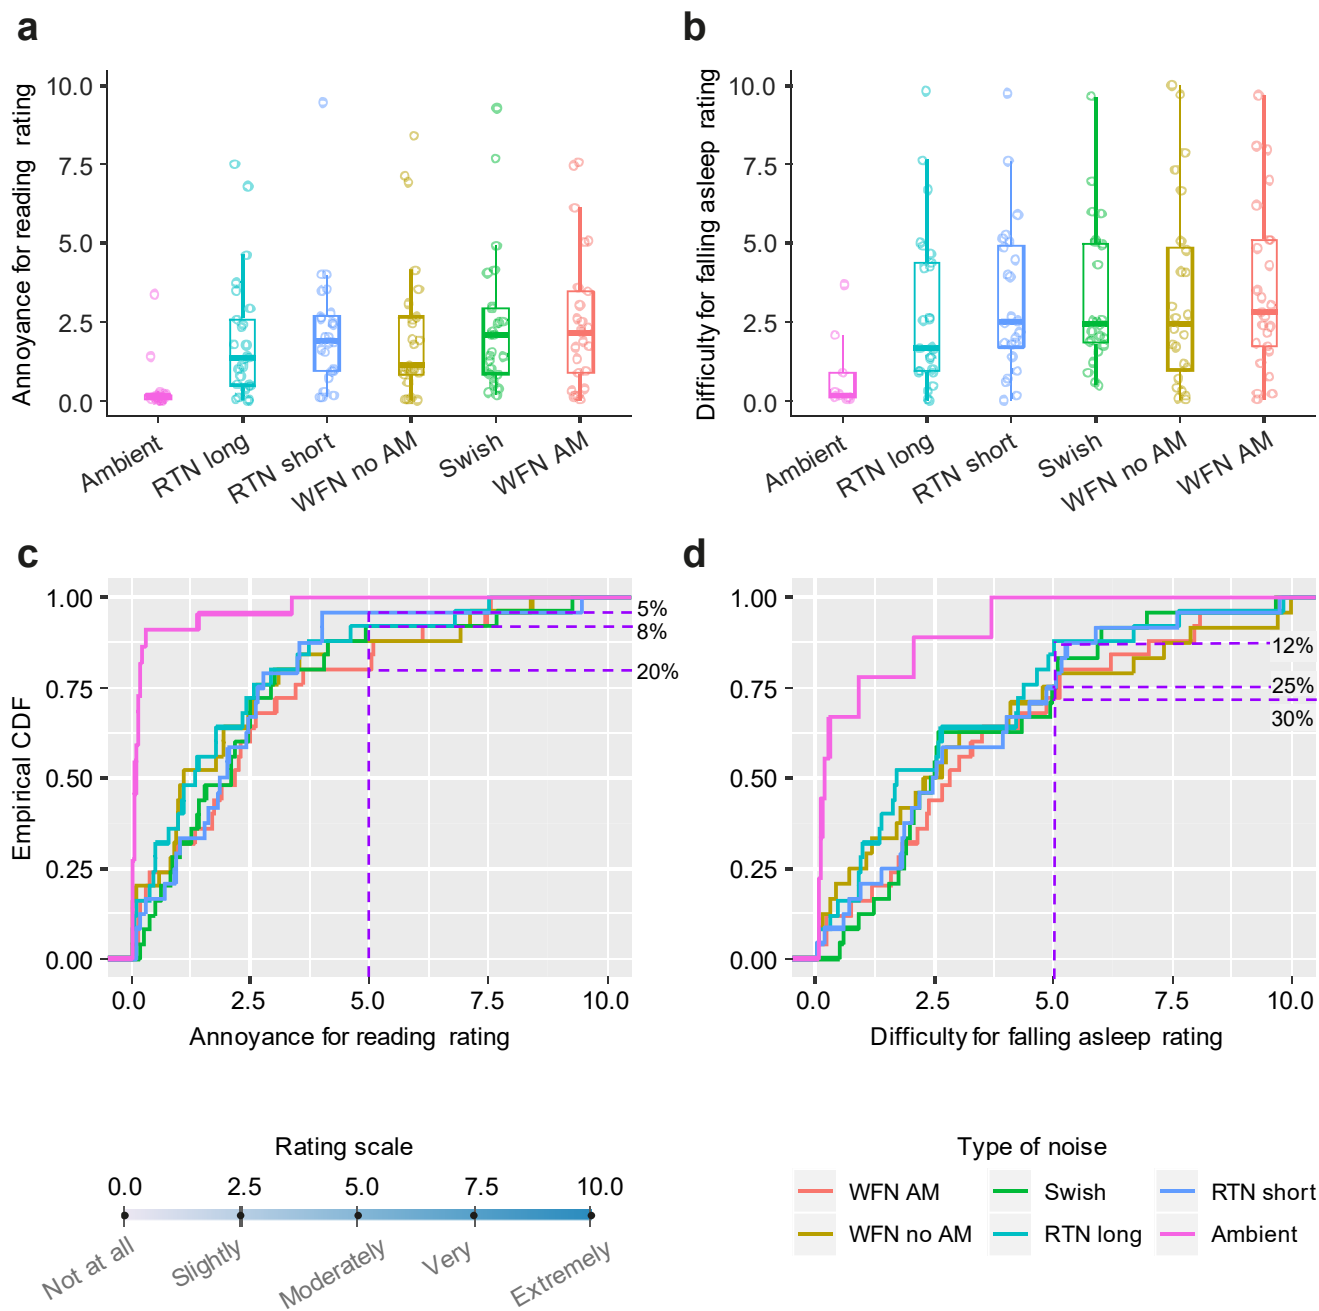 a
b
Annoyance for reading rating
10.0
7.5
5.0
2.5
0.0
Ambient
RTN long
RTN short
WFN no AM
Swish
WFN AM
Difficulty for falling asleep rating
10.0
7.5
5.0
2.5
0.0
Ambient
RTN long
RTN short
Swish
WFN no AM
WFN AM
c
d
Empirical CDF
1.00
0.75
0.50
0.25
0.00
5%
8%
20%
0.0 2.5 5.0 7.5 10.0
Annoyance for reading rating
1.00
0.75
0.50
0.25
0.00
12%
25%
30%
0.0 2.5 5.0 7.5 10.0
Difficulty for falling asleep rating
Rating scale
0.0 2.5 5.0 7.5 10.0
Not at all
Slightly
Moderately
Very
Extremely
Type of noise
WFN AM Swish RTN short
WFN no AM RTN long Ambient